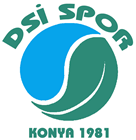 DSİ SPOR
KONYA 1981